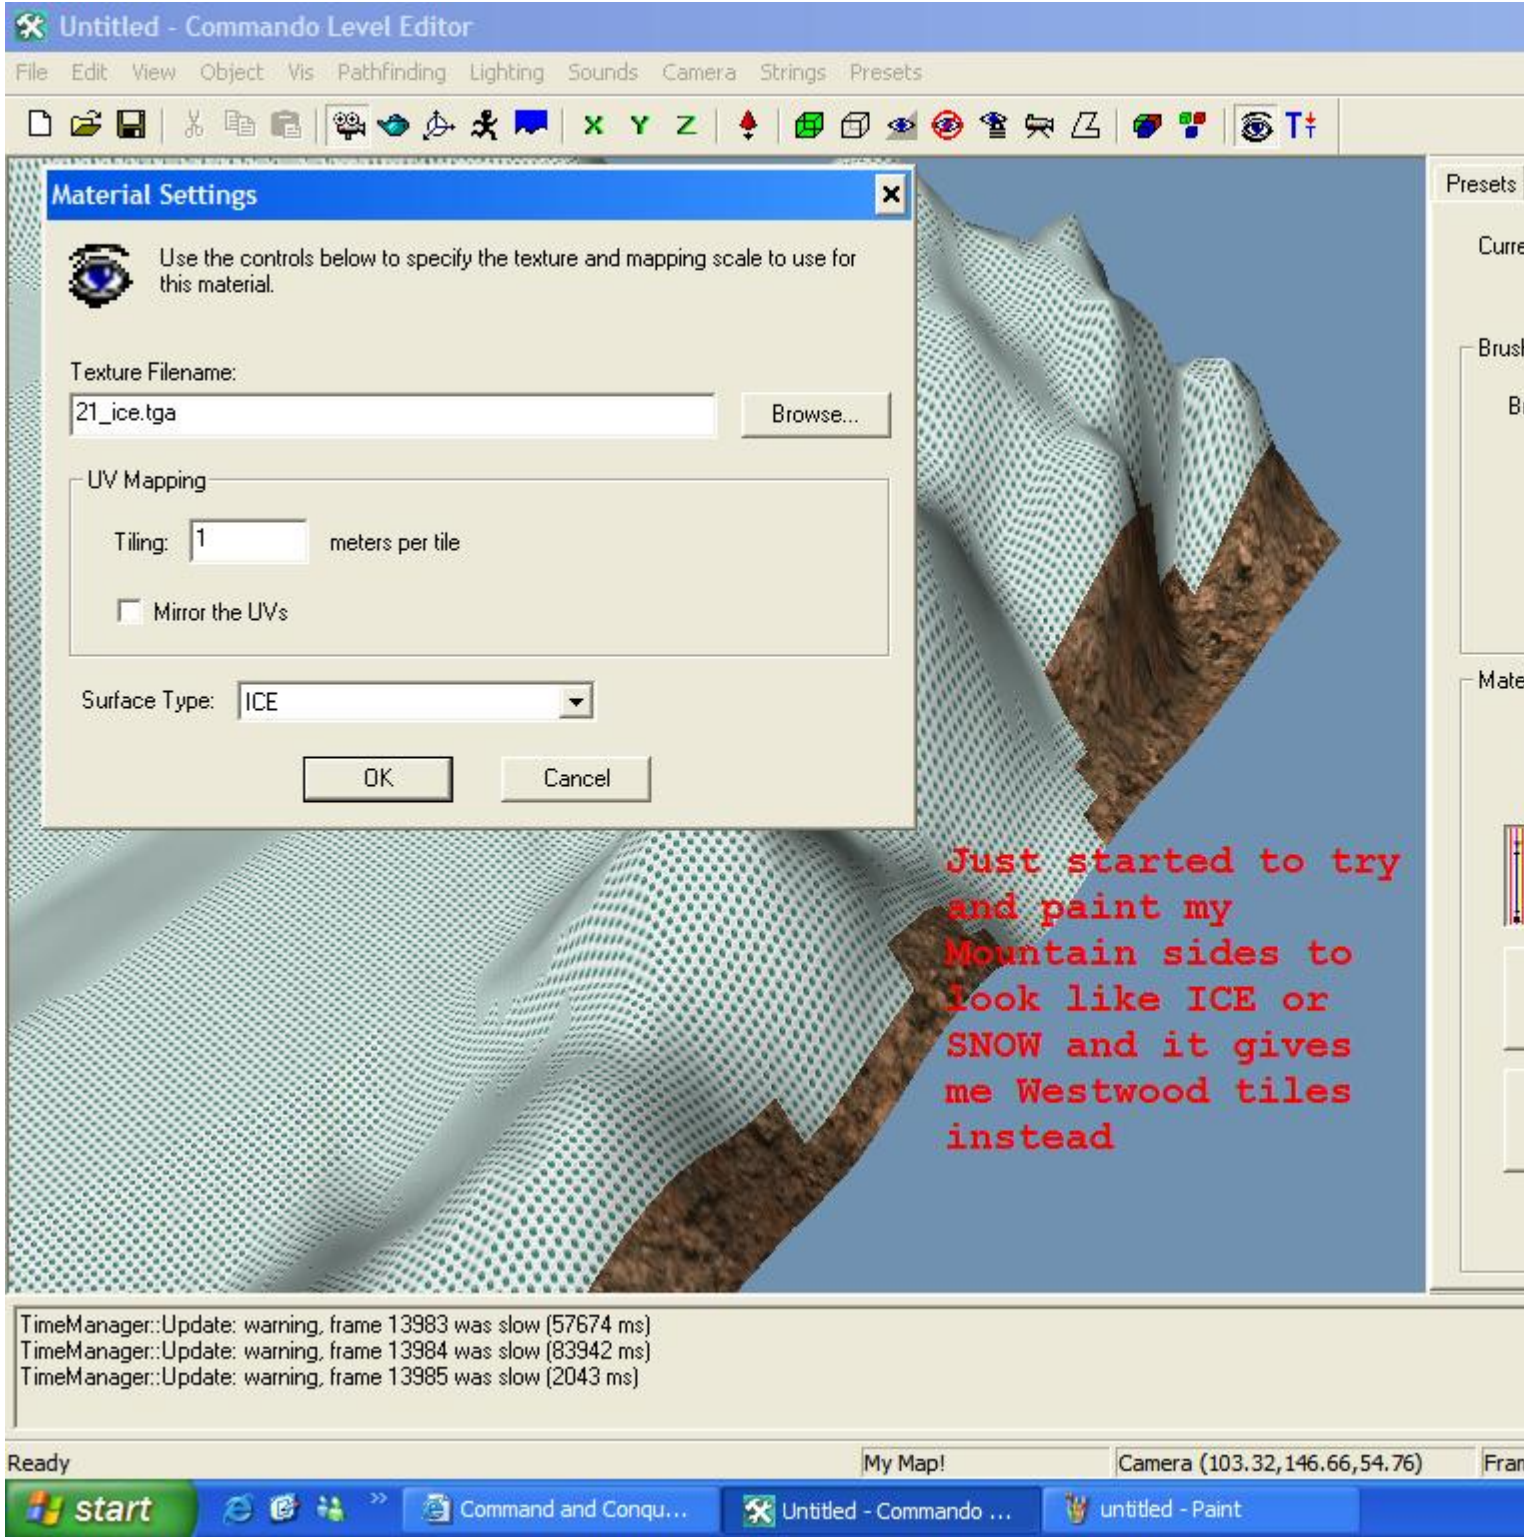 Untitled - Commando Level Editor
File Edit View Object Vis Pathfinding Lighting Sounds Camera Strings Presets
X Y Z
Material Settings
Presets
Use the controls below to specify the texture and mapping scale to use for
this material.
Texture Filename:
21_ice.tga
Browse...
UV Mapping
Tiling: 1 meters per tile
Mirror the UVs
Surface Type: ICE
OK Cancel
Just started to try
and paint my
Mountain sides to
look like ICE or
SNOW and it gives
me Westwood tiles
instead
TimeManager::Update: warning, frame 13983 was slow (57674 ms)
TimeManager::Update: warning, frame 13984 was slow (83942 ms)
TimeManager::Update: warning, frame 13985 was slow (2043 ms)
Ready My Map! Camera (103.32,146.66,54.76)
start Command and Conqu... Untitled - Commando ... untitled - Paint